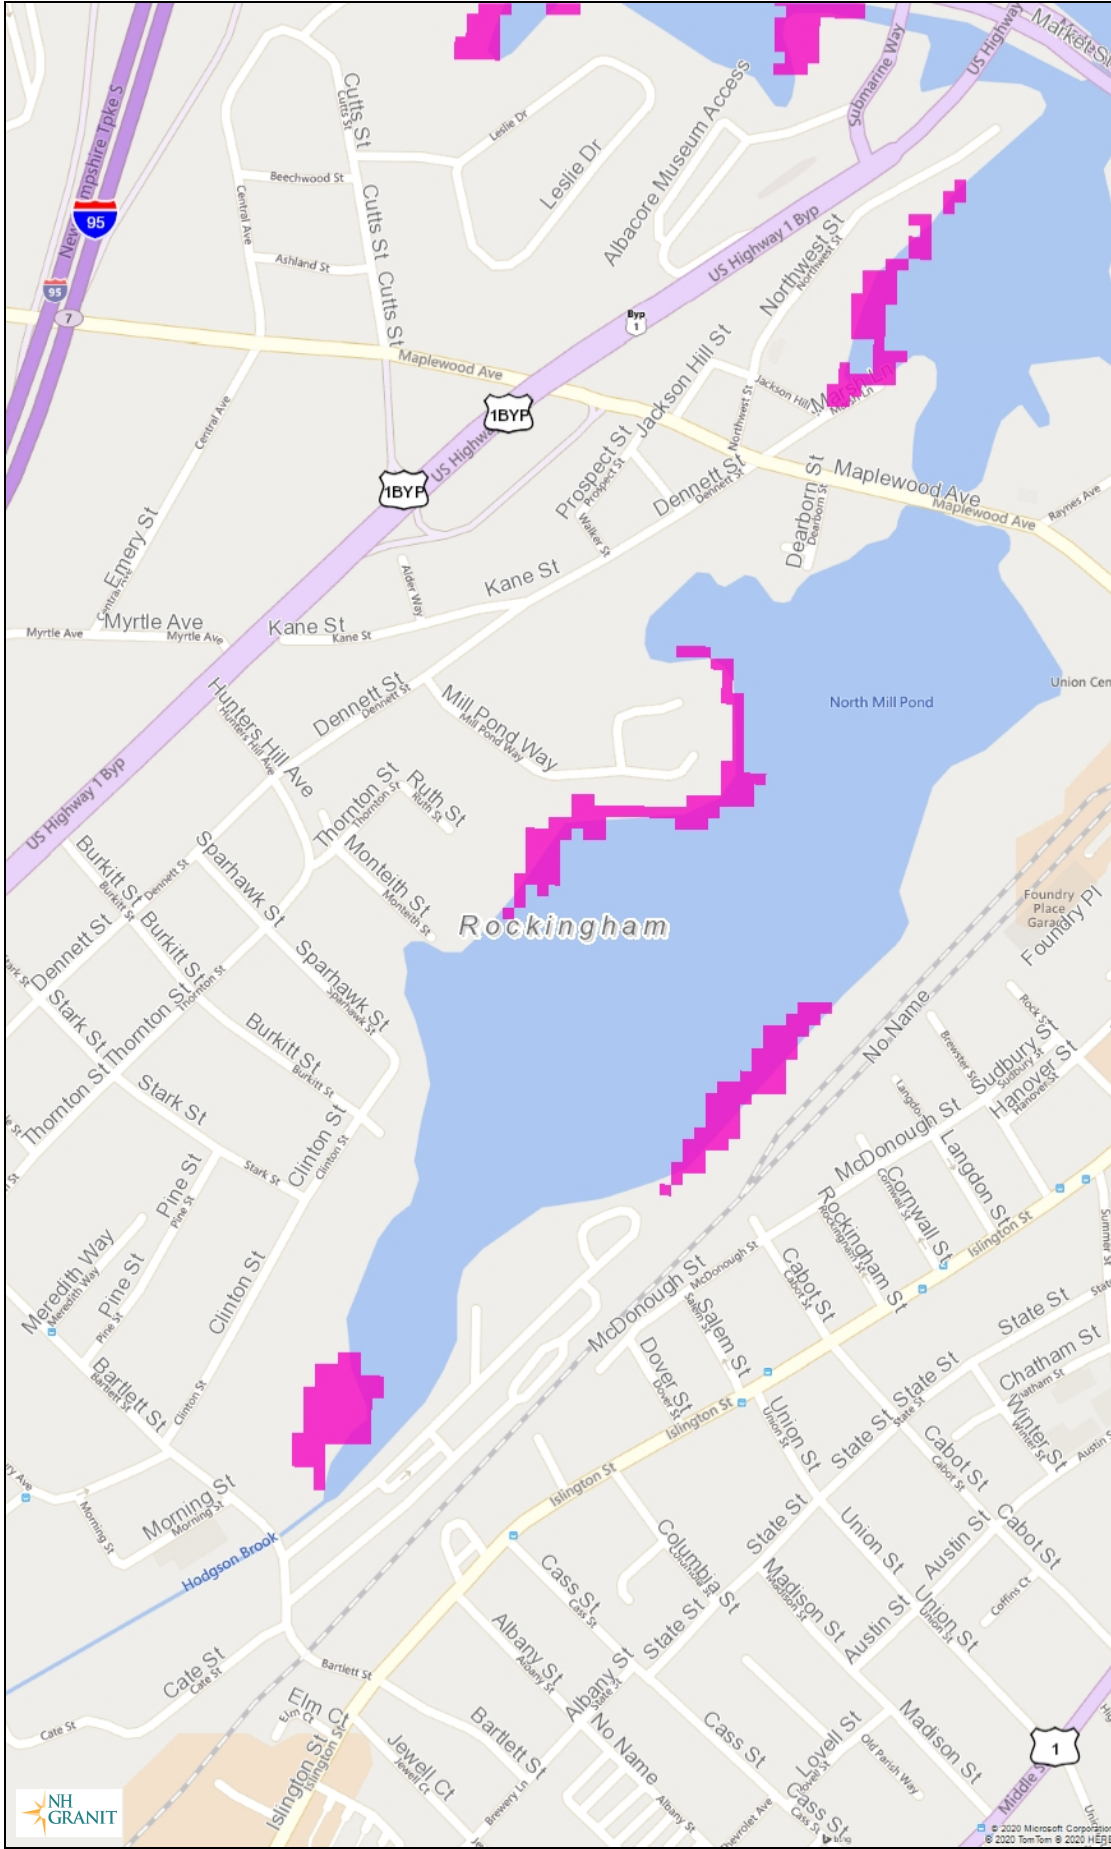 Market St
US Highway
Submarine Way
New
mpshire Tpke S
Cutts St
Cutts St
Leslie Dr
Leslie Dr
Albacore Museum Access
Beechwood St
95
Central Ave
Cutts St
Cutts St
Ashland St
95
7
US Highway 1 Byp
Northwest St
Northwest St
Byp
1
Maplewood Ave
Jackson Hill St
Jackson Hill
Marsh Ln
Marsh Ln
Central Ave
1BYP
US Highway
1BYP
Northwest St
Prospect St
Prospect St
Dennett St
Dennett St
Walker St
Dearborn St
Dearborn St
Maplewood Ave
Maplewood Ave
Raynes Ave
Emery St
Central Ave
Kane St
Alder Way
Myrtle Ave
Myrtle Ave
Myrtle Ave
Kane St
Kane St
Union Cen
North Mill Pond
Dennett St
Dennett St
Mill Pond Way
Mill Pond Way
Hunters Hill Ave
Hunters Hill Ave
US Highway 1 Byp
Thornton St
Thornton St
Ruth St
Ruth St
Burkitt St
Burkitt St
Dennett St
Sparhawk St
Monteith St
Monteith St
Foundry
Place
Garage
Foundry Pl
Rockingham
Dennett St
Burkitt St
Sparhawk St
Sparhawk St
Stark St
Stark St
Thornton St
Thornton St
No Name
Rock St
Burkitt St
Burkitt St
Thornton St
Brewster St
Sudbury St
Sudbury St
Hanover St
Hanover St
Stark St
Stark St
Clinton St
Clinton St
McDonough St
Langdon St
Pine St
Pine St
Cornwall St
Cornwall St
Rockingham St
Rockingham St
Islington St
Summer St
Meredith Way
Meredith Way
Pine St
Pine St
Clinton St
McDonough St
McDonough St
Cabot St
Cabot St
Salem St
Salem St
State St
Chatham St
Dover St
Dover St
Bartlett St
Bartlett St
Clinton St
Islington St
Union St
Union St
State St
State St
State St
Winter St
Winter St
Austin S
Cabot St
Cabot St
Morning St
Morning St
Morning St
Islington St
State St
Union St
Cabot St
Austin St
Hodgson Brook
Columbia St
Columbia St
Cass St
Cass St
Madison St
Madison St
Coffins Ct
Union St
Union St
Austin St
State St
Albany St
Albany St
Cate St
Cate St
Bartlett St
Albany St
State St
Elm Ct
Elm Ct
Bartlett St
No Name
Cass St
Madison St
Lovell St
Lovell St
Old Parish Way
Cate St
Islington St
Islington St
Jewell Ct
Jewell Ct
Brewery Ln
Albany St
Chevrolet Ave
Cass St
Cass St
1
Middle S
NH
GRANIT
© 2020 Microsoft Corporation
© 2020 TomTom © 2020 HERE